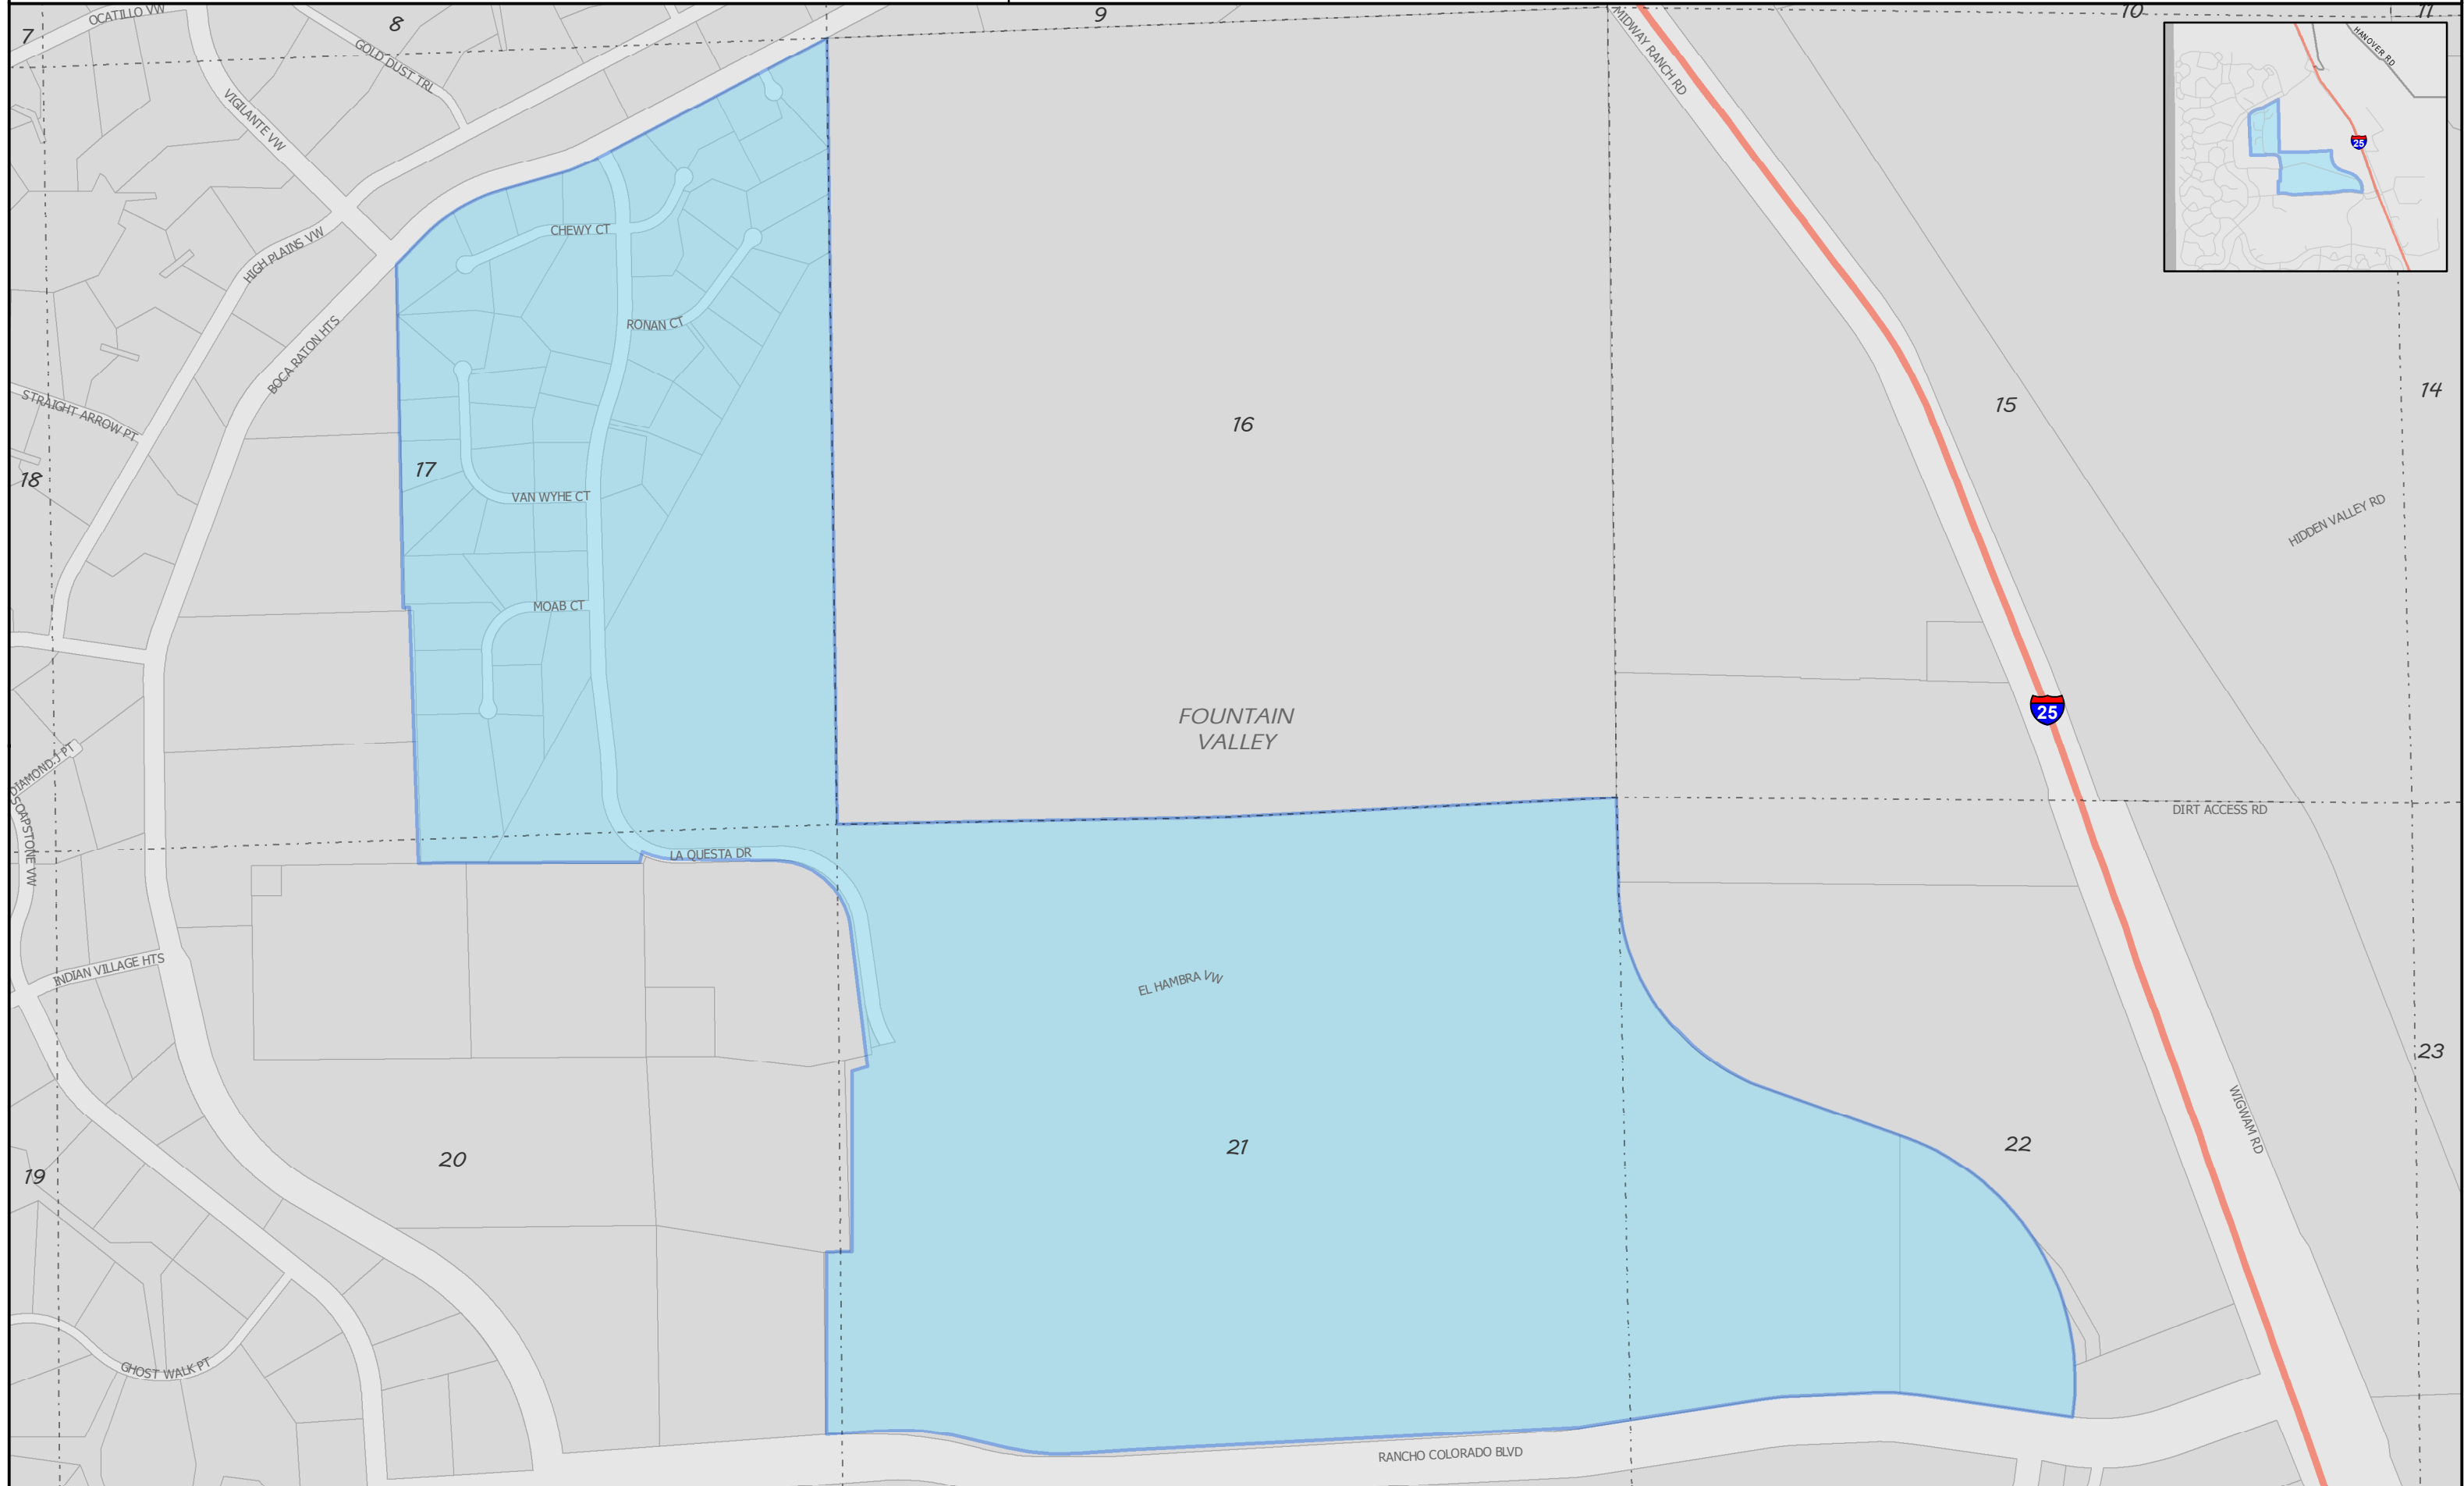 OCATILLO VW
7
8
9
10
11
GOLD DUST TRL
MIDWAY RANCH RD
HANOVER RD
VIGILANTE VW
25
CHEWY CT
HIGH PLAINS VW
RONAN CT
BOCA RATON HTS
STRAIGHT ARROW PT
16
15
14
17
18
VAN WYHE CT
HIDDEN VALLEY RD
MOAB CT
FOUNTAIN
VALLEY
25
DIAMOND J PT
SOAPSTONE VW
DIRT ACCESS RD
LA QUESTA DR
INDIAN VILLAGE HTS
EL HAMBRA VW
23
WIGWAM RD
19
20
21
22
GHOST WALK PT
RANCHO COLORADO BLVD